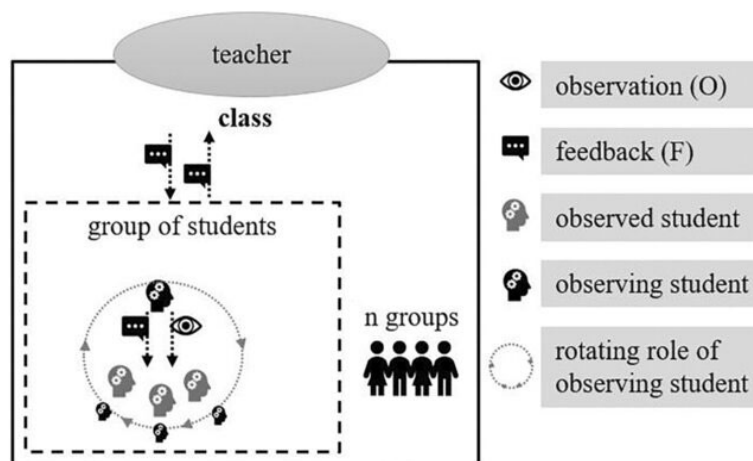 teacher
class
group of students
n groups
observation (O)
feedback (F)
observed student
observing student
rotating role of
observing student